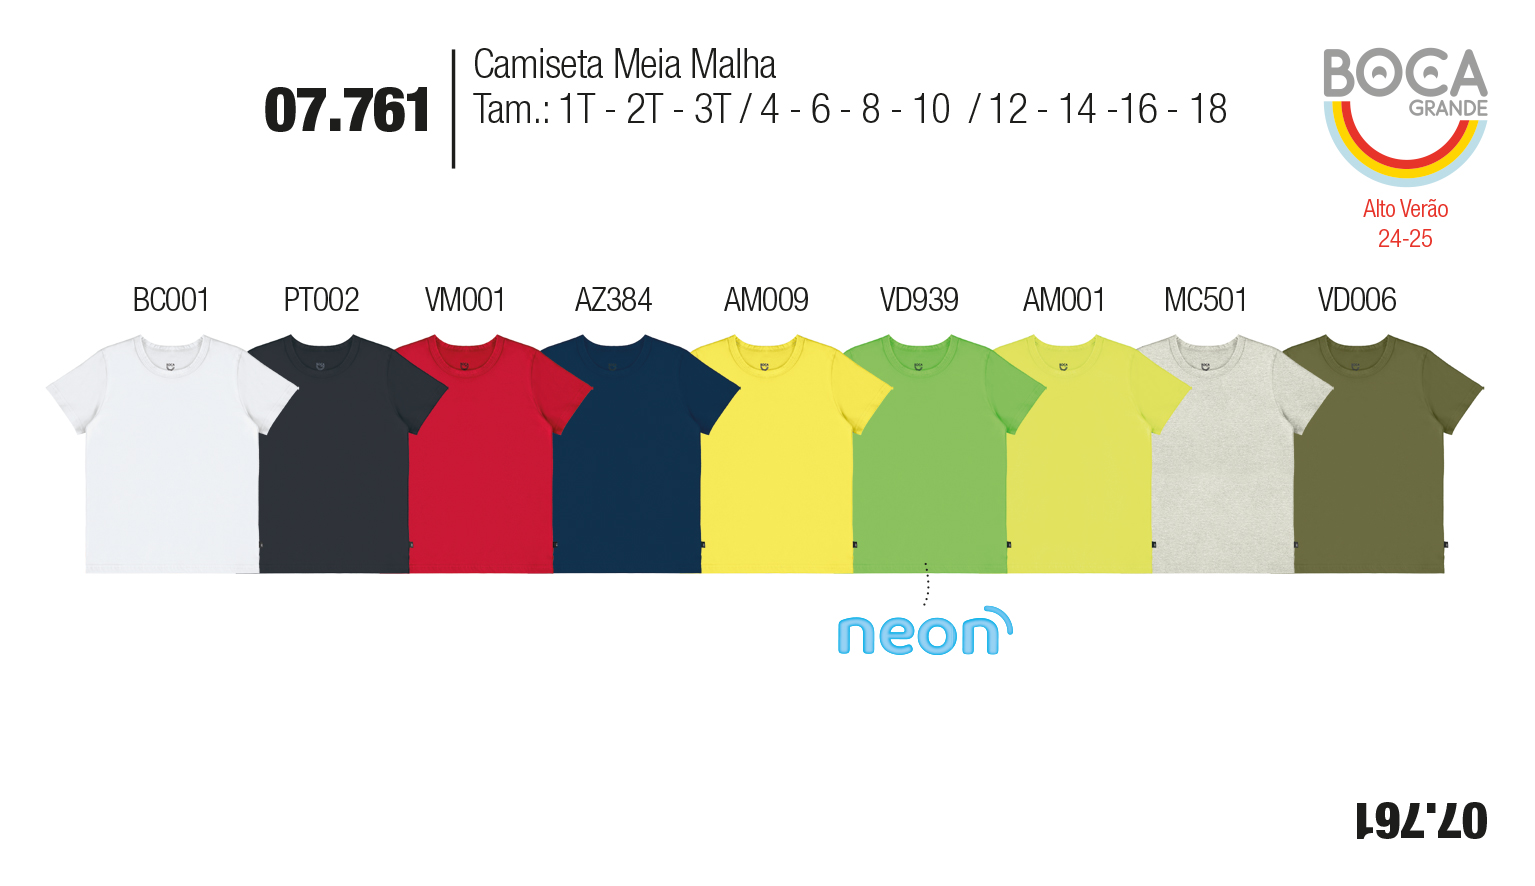 07.761
Camiseta Meia Malha
Tam.: 1T - 2T - 3T / 4 - 6 - 8 - 10 / 12 - 14 -16 - 18
BOCA
GRANDE
Alto Verão
24-25
BC001 PT002 VM001 AZ384 AM009 VD939 AM001 MC501 VD006
neon
07.761